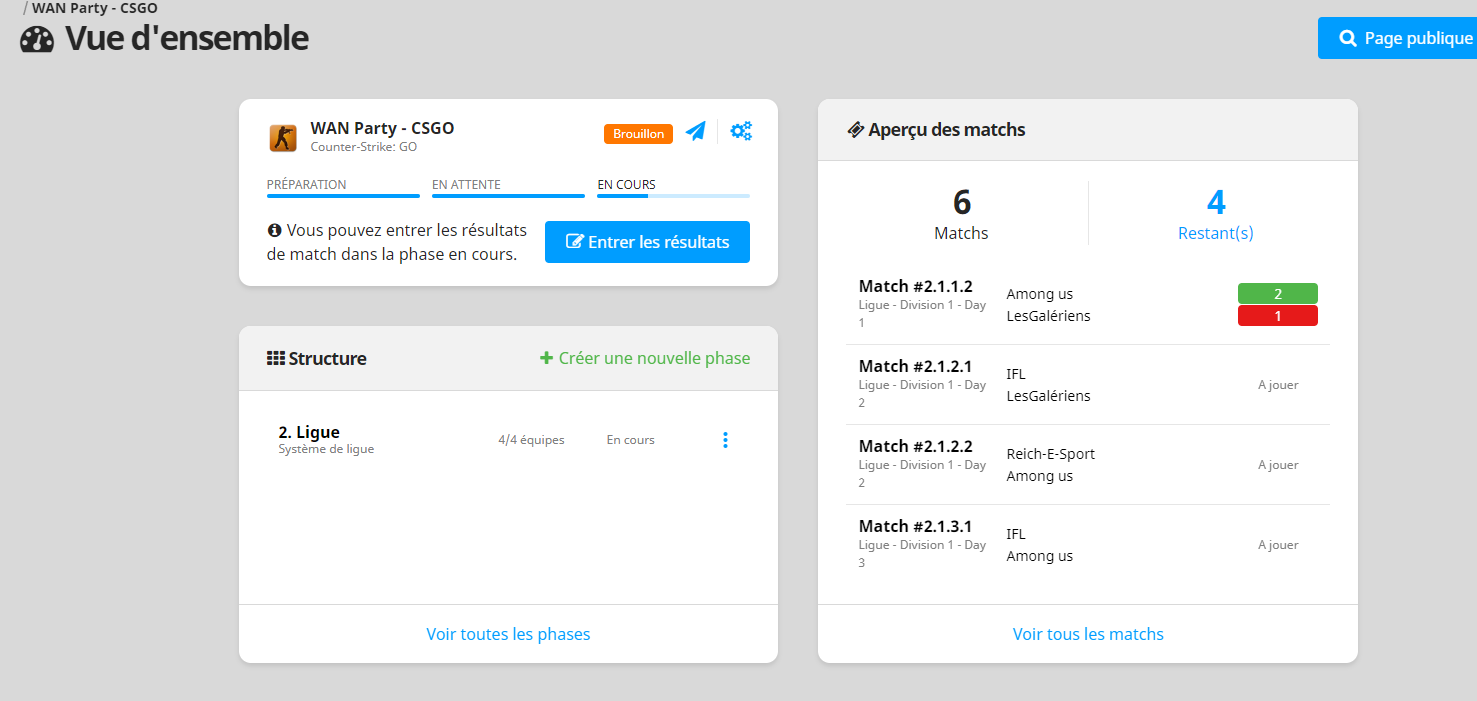 / WAN Party - CSGO
Vue d'ensemble
Page publique
WAN Party - CSGO
Counter-Strike: GO
Brouillon
PRÉPARATION
EN ATTENTE
EN COURS
Vous pouvez entrer les résultats
de match dans la phase en cours.
Entrer les résultats
Structure
Créer une nouvelle phase
2. Ligue
Système de ligue
4/4 équipes
En cours
Voir toutes les phases
Aperçu des matchs
6
Matchs
4
Restant(s)
Match #2.1.1.2
Ligue - Division 1 - Day
1
Among us
LesGalériens
2
1
Match #2.1.2.1
Ligue - Division 1 - Day
2
IFL
LesGalériens
A jouer
Match #2.1.2.2
Ligue - Division 1 - Day
2
Reich-E-Sport
Among us
A jouer
Match #2.1.3.1
Ligue - Division 1 - Day
3
IFL
Among us
A jouer
Voir tous les matchs